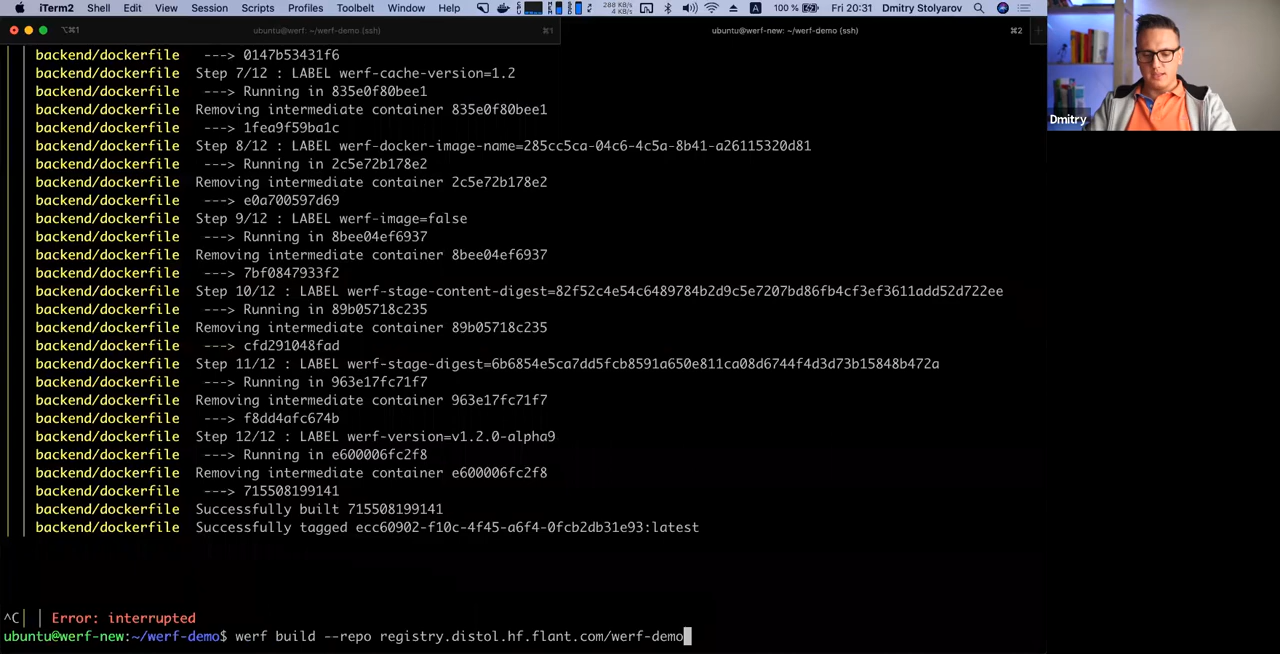 iTerm2 Shell Edit View Session Scripts Profiles Toolbelt Window Help 288 KB/s 4 KB/s 100 % Fri 20:31 Dmitry Stolyarov
⌥⌘1 ubuntu@werf: ~/werf-demo (ssh) ⌘1 ubuntu@werf-new: ~/werf-demo (ssh) ⌘2
backend/dockerfile ---> 0147b53431f6
backend/dockerfile Step 7/12 : LABEL werf-cache-version=1.2
backend/dockerfile ---> Running in 835e0f80bee1
backend/dockerfile Removing intermediate container 835e0f80bee1
backend/dockerfile ---> 1fea9f59ba1c
backend/dockerfile Step 8/12 : LABEL werf-docker-image-name=285cc5ca-04c6-4c5a-8b41-a26115320d81
backend/dockerfile ---> Running in 2c5e72b178e2
backend/dockerfile Removing intermediate container 2c5e72b178e2
backend/dockerfile ---> e0a700597d69
backend/dockerfile Step 9/12 : LABEL werf-image=false
backend/dockerfile ---> Running in 8bee04ef6937
backend/dockerfile Removing intermediate container 8bee04ef6937
backend/dockerfile ---> 7bf0847933f2
backend/dockerfile Step 10/12 : LABEL werf-stage-content-digest=82f52c4e54c6489784b2d9c5e7207bd86fb4cf3ef3611add52d722ee
backend/dockerfile ---> Running in 89b05718c235
backend/dockerfile Removing intermediate container 89b05718c235
backend/dockerfile ---> cfd291048fad
backend/dockerfile Step 11/12 : LABEL werf-stage-digest=6b6854e5ca7dd5fcb8591a650e811ca08d6744f4d3d73b15848b472a
backend/dockerfile ---> Running in 963e17fc71f7
backend/dockerfile Removing intermediate container 963e17fc71f7
backend/dockerfile ---> f8dd4afc674b
backend/dockerfile Step 12/12 : LABEL werf-version=v1.2.0-alpha9
backend/dockerfile ---> Running in e600006fc2f8
backend/dockerfile Removing intermediate container e600006fc2f8
backend/dockerfile ---> 715508199141
backend/dockerfile Successfully built 715508199141
backend/dockerfile Successfully tagged ecc60902-f10c-4f45-a6f4-0fcb2db31e93:latest
^C│ │ Error: interrupted
ubuntu@werf-new:~/werf-demo$ werf build --repo registry.distol.hf.flant.com/werf-demo
Dmitry